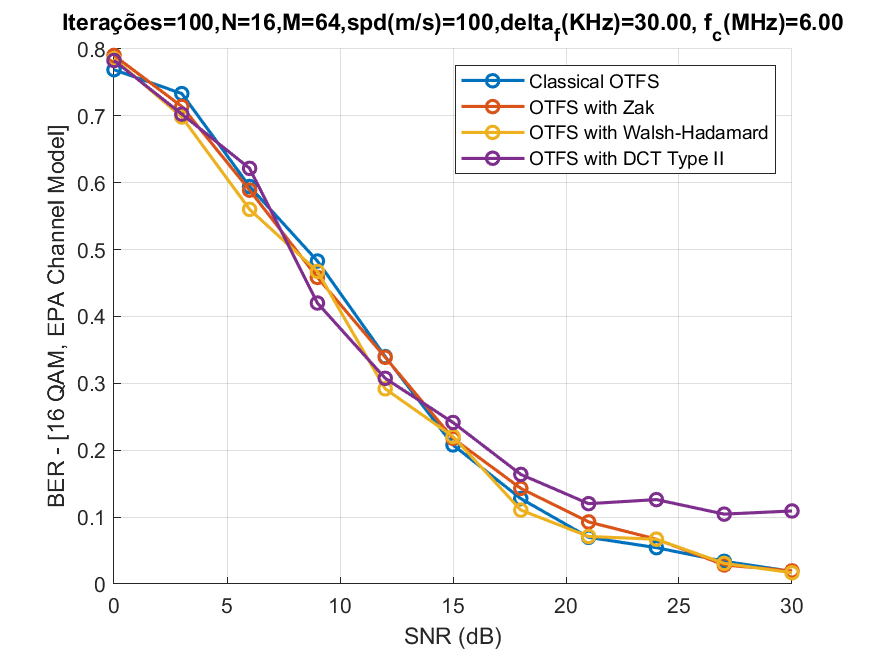 Iterações=100,N=16,M=64,spd(m/s)=100,delta_f(KHz)=30.00, f_c(MHz)=6.00
Classical OTFS
OTFS with Zak
OTFS with Walsh-Hadamard
OTFS with DCT Type II
BER - [16 QAM, EPA Channel Model]
0.8
0.7
0.6
0.5
0.4
0.3
0.2
0.1
0
0 5 10 15 20 25 30
SNR (dB)